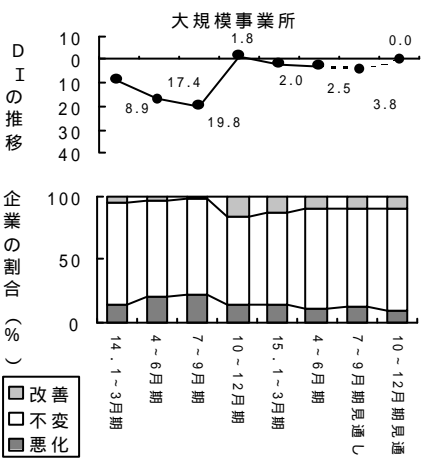 大規模事業所
DIの推移
10
0
10
20
30
40
8.9
17.4
19.8
1.8
2.0
2.5
3.8
0.0
企業の割合(%)
100
50
0
14.1~3月期
4~6月期
7~9月期
10~12月期
15.1~3月期
4~6月期
7~9月期見通し
10~12月期見通
改善
不変
悪化